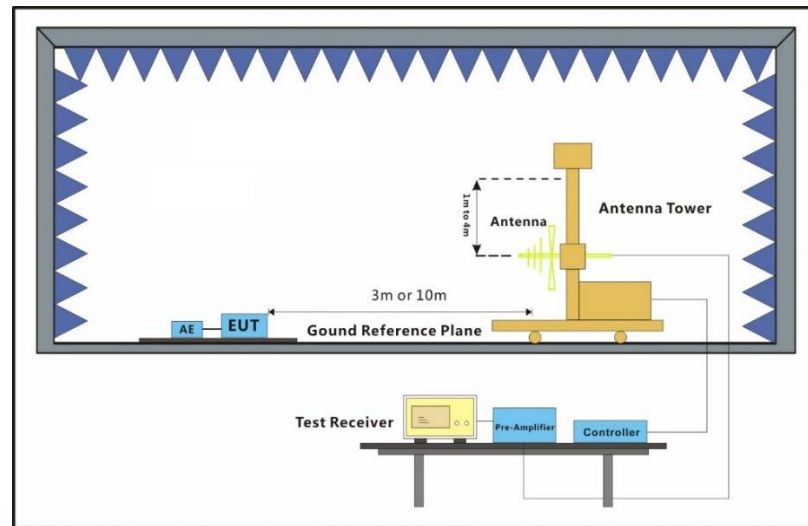 1m to 4m
Antenna
Antenna Tower
3m or 10m
AE
EUT
Gound Reference Plane
Test Receiver
Pre-Amplifier
Controller